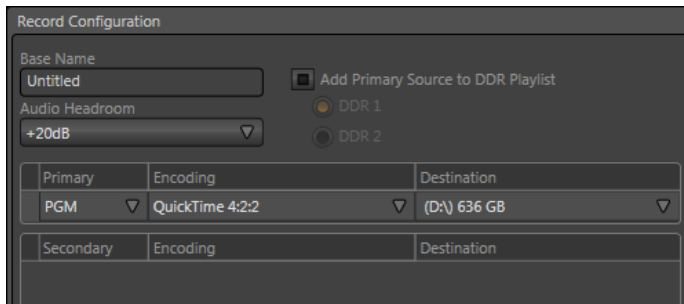 Record Configuration
Base Name
Untitled
Add Primary Source to DDR Playlist
Audio Headroom
DDR 1
+20dB
DDR 2
Primary Encoding Destination
PGM QuickTime 4:2:2 (D:\) 636 GB
Secondary Encoding Destination